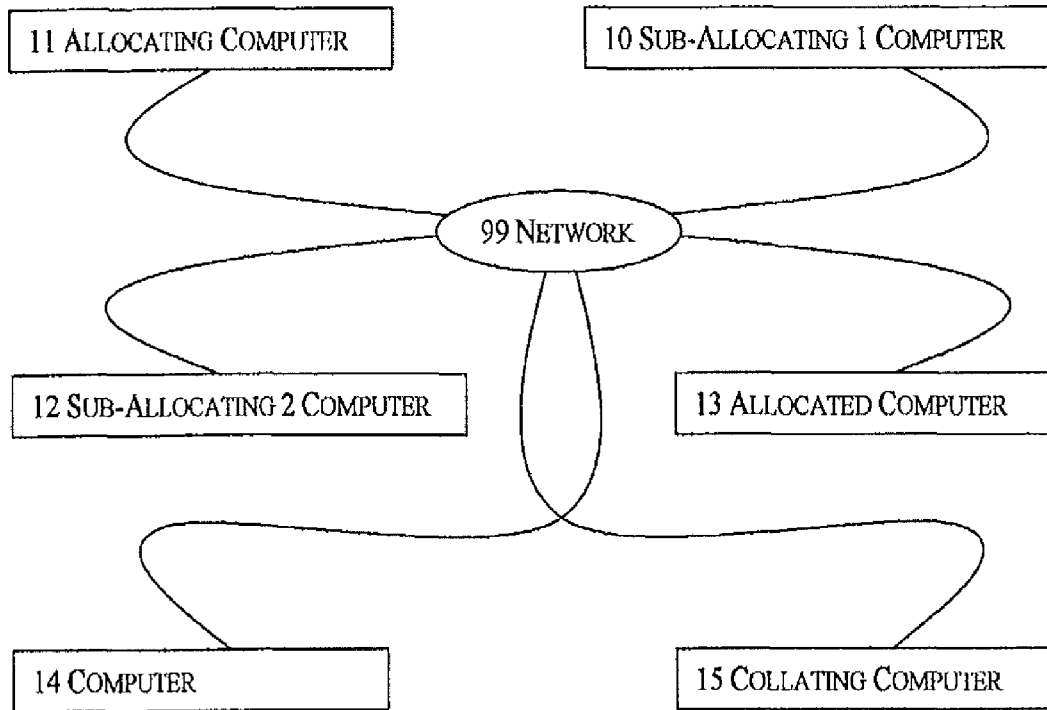 11 ALLOCATING COMPUTER
10 SUB-ALLOCATING 1 COMPUTER
99 NETWORK
12 SUB-ALLOCATING 2 COMPUTER
13 ALLOCATED COMPUTER
14 COMPUTER
15 COLLATING COMPUTER